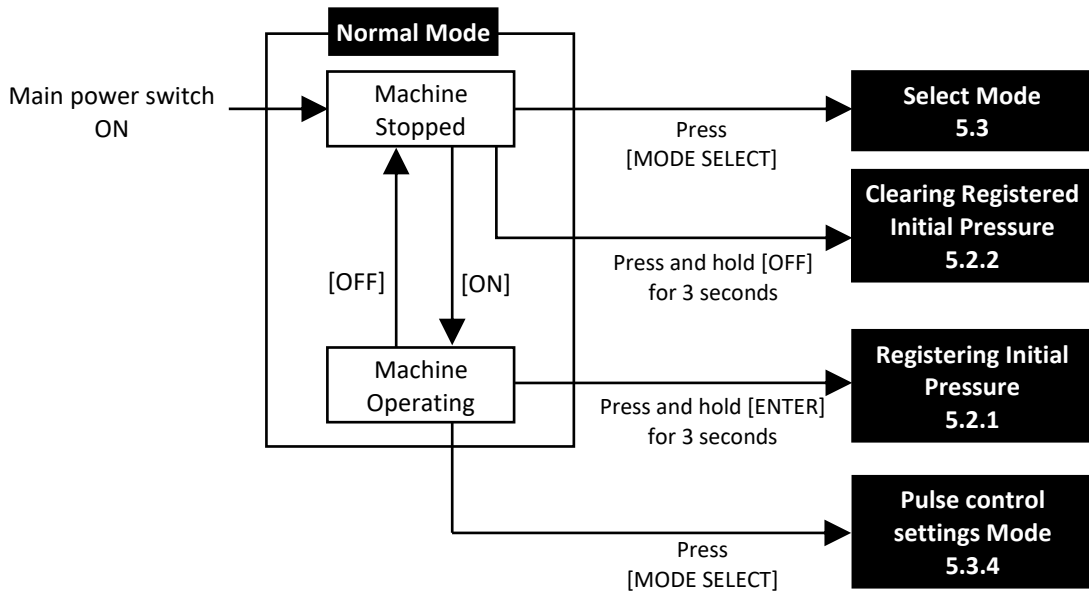 Normal Mode
Main power switch
ON
Machine
Stopped
Press
[MODE SELECT]
Select Mode
5.3
Clearing Registered
Initial Pressure
5.2.2
Press and hold [OFF]
for 3 seconds
[OFF]
[ON]
Machine
Operating
Press and hold [ENTER]
for 3 seconds
Registering Initial
Pressure
5.2.1
Press
[MODE SELECT]
Pulse control
settings Mode
5.3.4